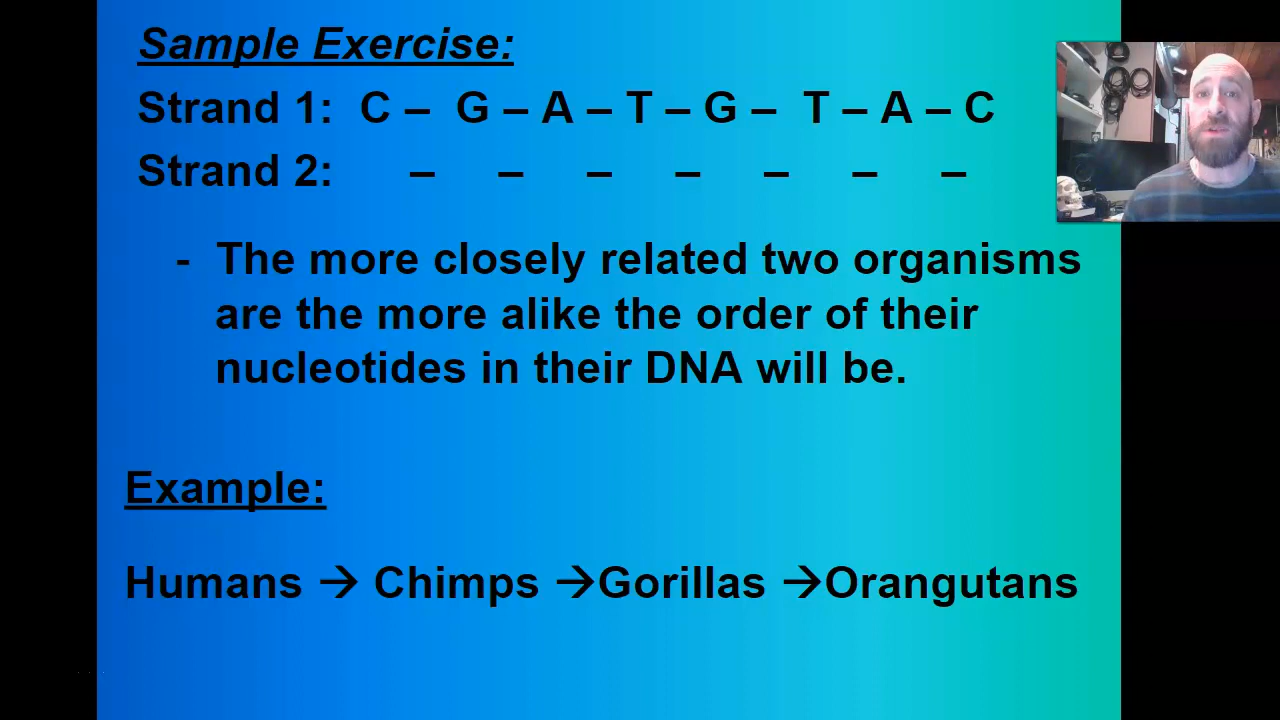 Sample Exercise:
Strand 1: C – G – A – T – G – T – A – C
Strand 2: – – – – – – –
- The more closely related two organisms
are the more alike the order of their
nucleotides in their DNA will be.
Example:
Humans → Chimps →Gorillas →Orangutans